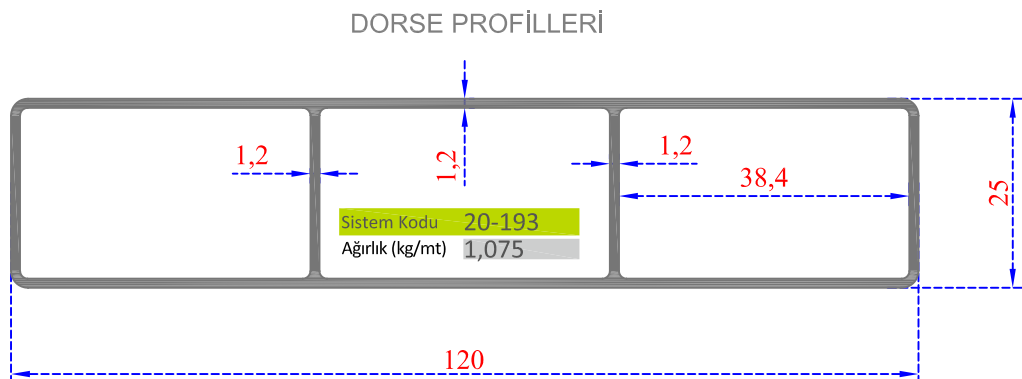 DORSE PROFİLLERİ
1,2
1,2
1,2
38,4
25
Sistem Kodu 20-193
Ağırlık (kg/mt) 1,075
120